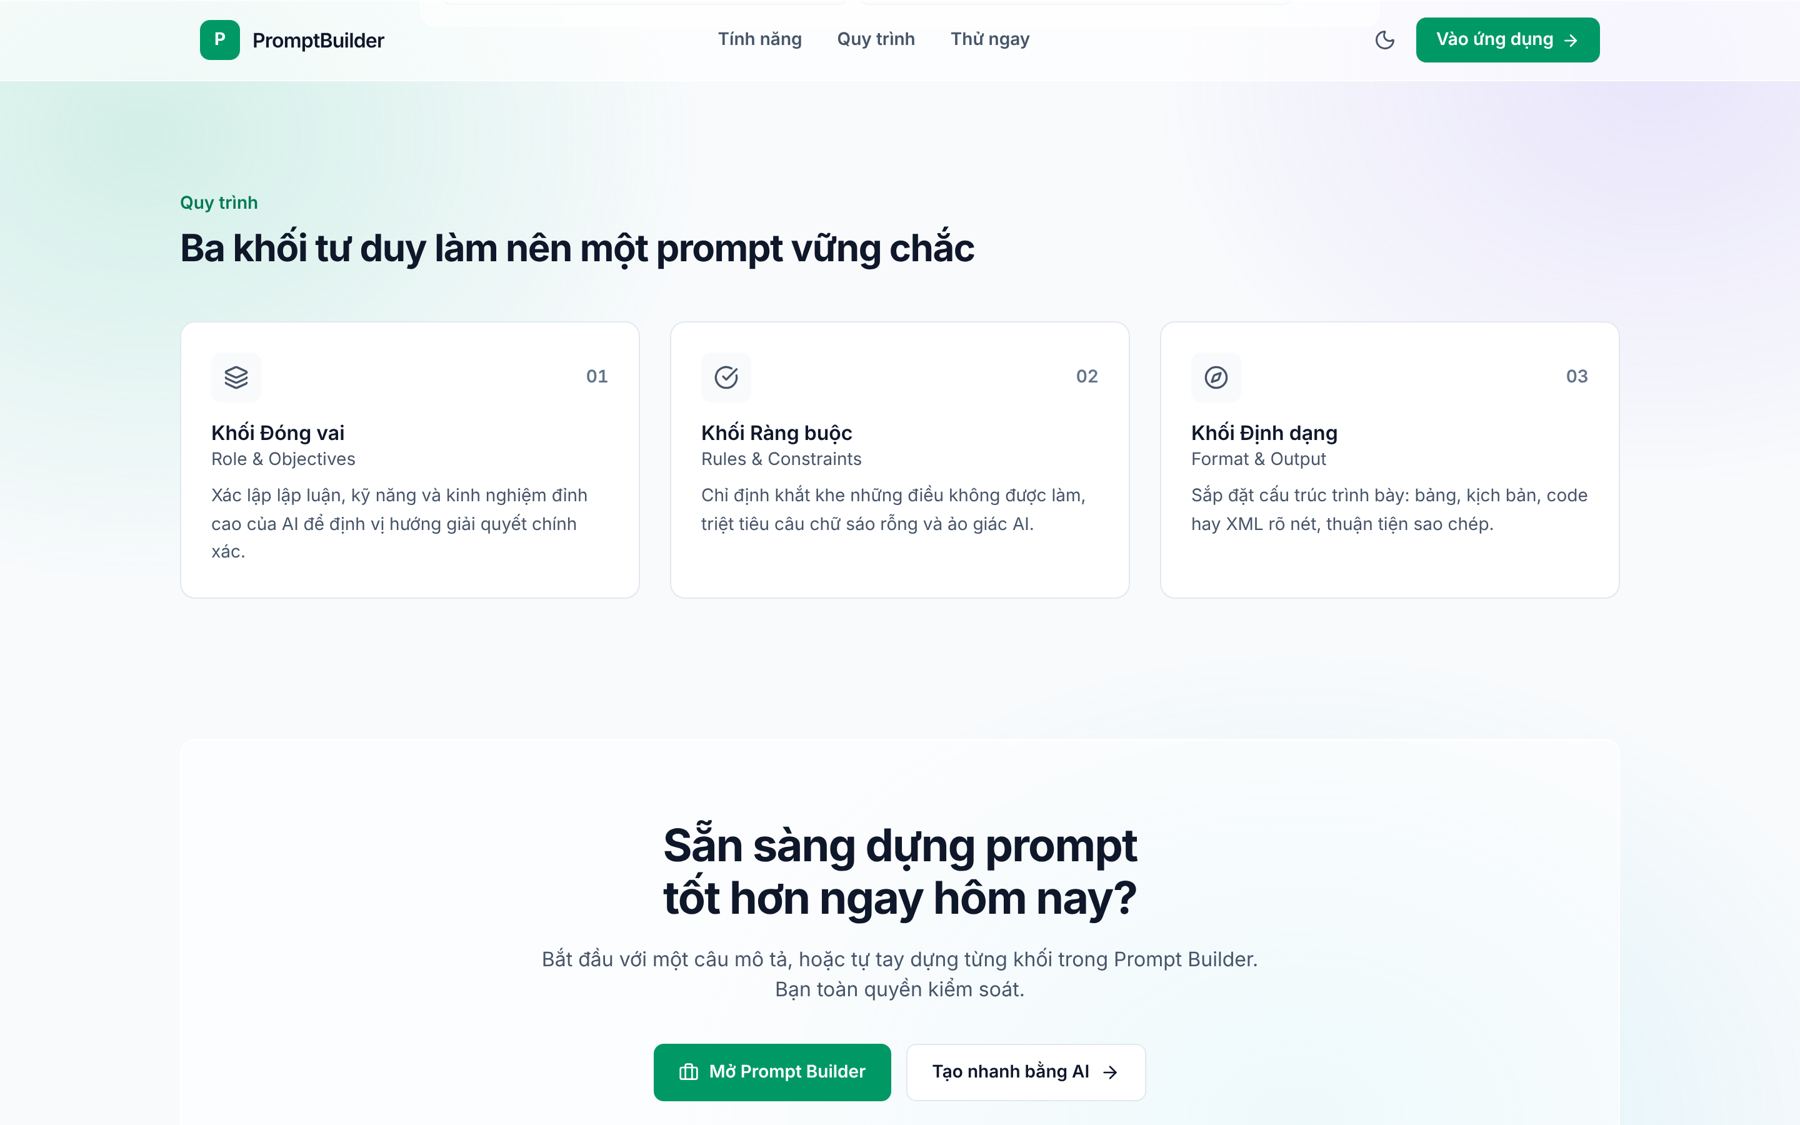 P PromptBuilder Tính năng Quy trình Thử ngay Vào ứng dụng →
Quy trình
Ba khối tư duy làm nên một prompt vững chắc
01
Khối Đóng vai
Role & Objectives
Xác lập lập luận, kỹ năng và kinh nghiệm đỉnh
cao của AI để định vị hướng giải quyết chính
xác.
02
Khối Ràng buộc
Rules & Constraints
Chỉ định khắt khe những điều không được làm,
triệt tiêu câu chữ sáo rỗng và ảo giác AI.
03
Khối Định dạng
Format & Output
Sắp đặt cấu trúc trình bày: bảng, kịch bản, code
hay XML rõ nét, thuận tiện sao chép.
Sẵn sàng dựng prompt
tốt hơn ngay hôm nay?
Bắt đầu với một câu mô tả, hoặc tự tay dựng từng khối trong Prompt Builder.
Bạn toàn quyền kiểm soát.
Mở Prompt Builder Tạo nhanh bằng AI →